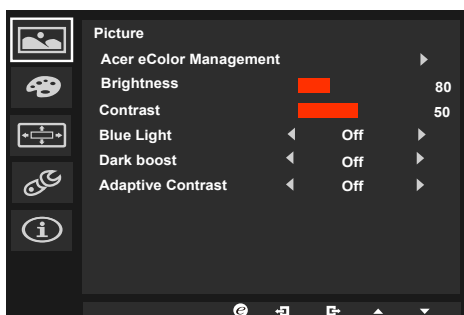 Picture
Acer eColor Management
Brightness 80
Contrast 50
Blue Light Off
Dark boost Off
Adaptive Contrast Off